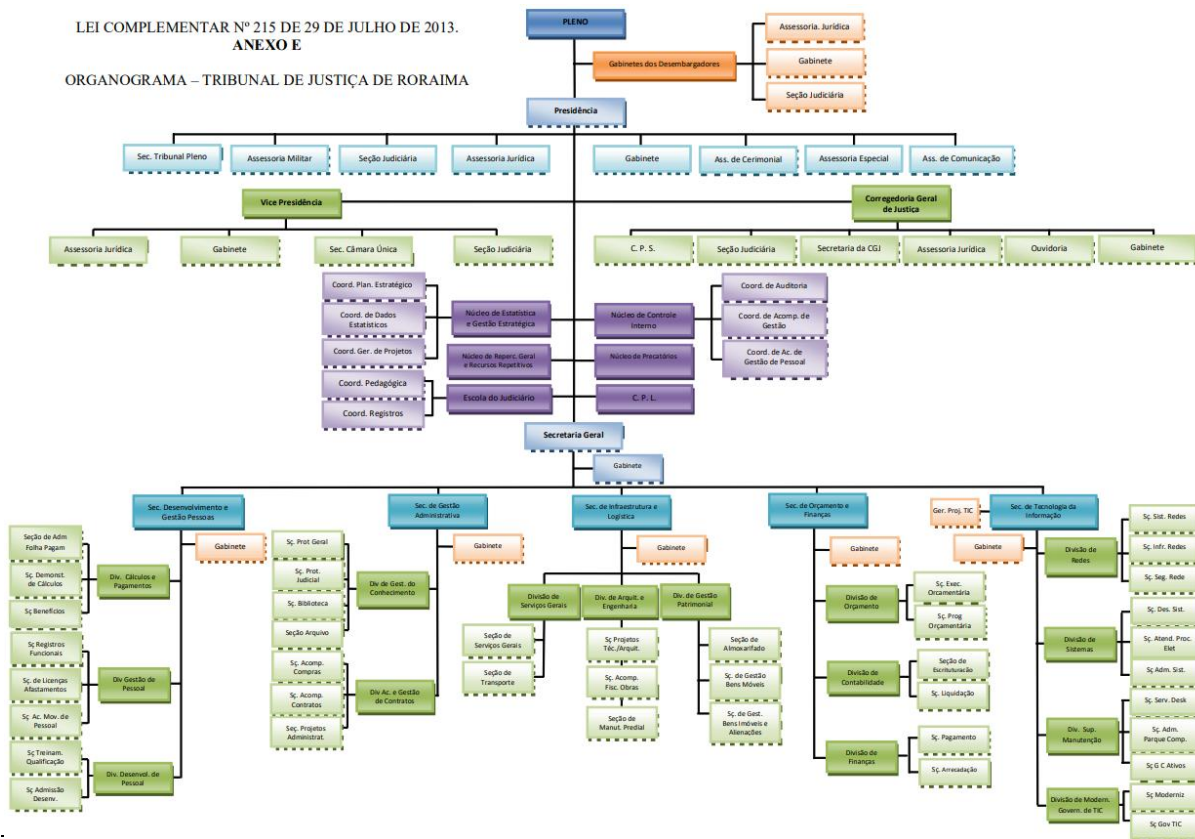 LEI COMPLEMENTAR Nº 215 DE 29 DE JULHO DE 2013.
ANEXO E
ORGANOGRAMA – TRIBUNAL DE JUSTIÇA DE RORAIMA
PLENO
Gabinetes dos Desembargadores
Assessoria. Jurídica
Gabinete
Seção Judiciária
Presidência
Sec. Tribunal Pleno
Assessoria Militar
Seção Judiciária
Assessoria Jurídica
Gabinete
Ass. de Cerimonial
Assessoria Especial
Ass. de Comunicação
Vice Presidência
Corregedoria Geral
de Justiça
Assessoria Jurídica
Gabinete
Sec. Câmara Única
Seção Judiciária
C. P. S.
Seção Judiciária
Secretaria da CGJ
Assessoria Jurídica
Ouvidoria
Gabinete
Coord. Plan. Estratégico
Coord. de Dados
Estatísticos
Coord. Ger. de Projetos
Núcleo de Estatística
e Gestão Estratégica
Núcleo de Controle
Interno
Coord. de Auditoria
Coord. de Acomp. de
Gestão
Coord. de Ac. de
Gestão de Pessoal
Núcleo de Reperc. Geral
e Recursos Repetitivos
Núcleo de Precatórios
Coord. Pedagógica
Coord. Registros
Escola do Judiciário
C. P. L.
Secretaria Geral
Gabinete
Sec. Desenvolvimento e
Gestão Pessoas
Gabinete
Seção de Adm
Folha Pagam
Sç. Demonst.
de Cálculos
Sç Benefícios
Div. Cálculos e
Pagamentos
Sç Registros
Funcionais
Sç. de Licenças
Afastamentos
Sç Ac. Mov. de
Pessoal
Div Gestão de
Pessoal
Sç Treinam.
Qualificação
Sç Admissão
Desenv.
Div. Desenvol. de
Pessoal
Sec. de Gestão
Administrativa
Gabinete
Sç. Prot Geral
Sç. Prot.
Judicial
Sç. Biblioteca
Seção Arquivo
Div de Gest. do
Conhecimento
Sç. Acomp.
Compras
Sç. Acomp.
Contratos
Seç. Projetos
Administrat.
Div Ac. e Gestão
de Contratos
Sec. de Infraestrutura e
Logística
Gabinete
Divisão de
Serviços Gerais
Seção de
Serviços Gerais
Seção de
Transporte
Div. de Arquit. e
Engenharia
Sç Projetos
Téc./Arquit.
Sç. Acomp.
Fisc. Obras
Seção de
Manut. Predial
Div. de Gestão
Patrimonial
Seção de
Almoxarifado
Sç. de Gestão
Bens Móveis
Sç. de Gest.
Bens Imóveis e
Alienações
Sec. de Orçamento e
Finanças
Gabinete
Divisão de
Orçamento
Sç. Exec.
Orcamentária
Sç. Prog
Orçamentária
Divisão de
Contabilidade
Seção de
Escrituração
Sç. Liquidação
Divisão de
Finanças
Sç. Pagamento
Sç. Arrecadação
Ger. Proj. TIC
Sec. de Tecnologia da
Informação
Gabinete
Divisão de
Redes
Sç. Sist. Redes
Sç. Infr. Redes
Sç. Seg. Rede
Divisão de
Sistemas
Sç. Des. Sist.
Sç. Atend. Proc.
Elet
Sç. Adm. Sist.
Div. Sup.
Manutenção
Sç. Serv. Desk
Sç. Adm.
Parque Comp.
Sç G C Ativos
Divisão de Modern.
Govern. de TIC
Sç Moderniz
Sç Gov TIC